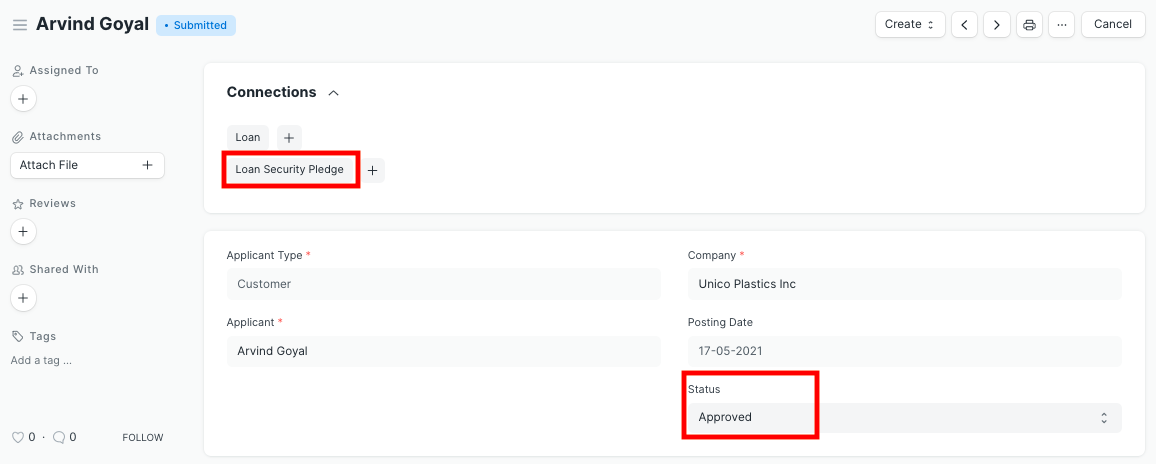 Arvind Goyal • Submitted Create ... Cancel
Assigned To
+
Attachments
Attach File +
Reviews
+
Shared With
+
Tags
Add a tag ...
0 · 0 FOLLOW
Connections
Loan +
Loan Security Pledge +
Applicant Type *
Customer
Applicant *
Arvind Goyal
Company *
Unico Plastics Inc
Posting Date
17-05-2021
Status
Approved